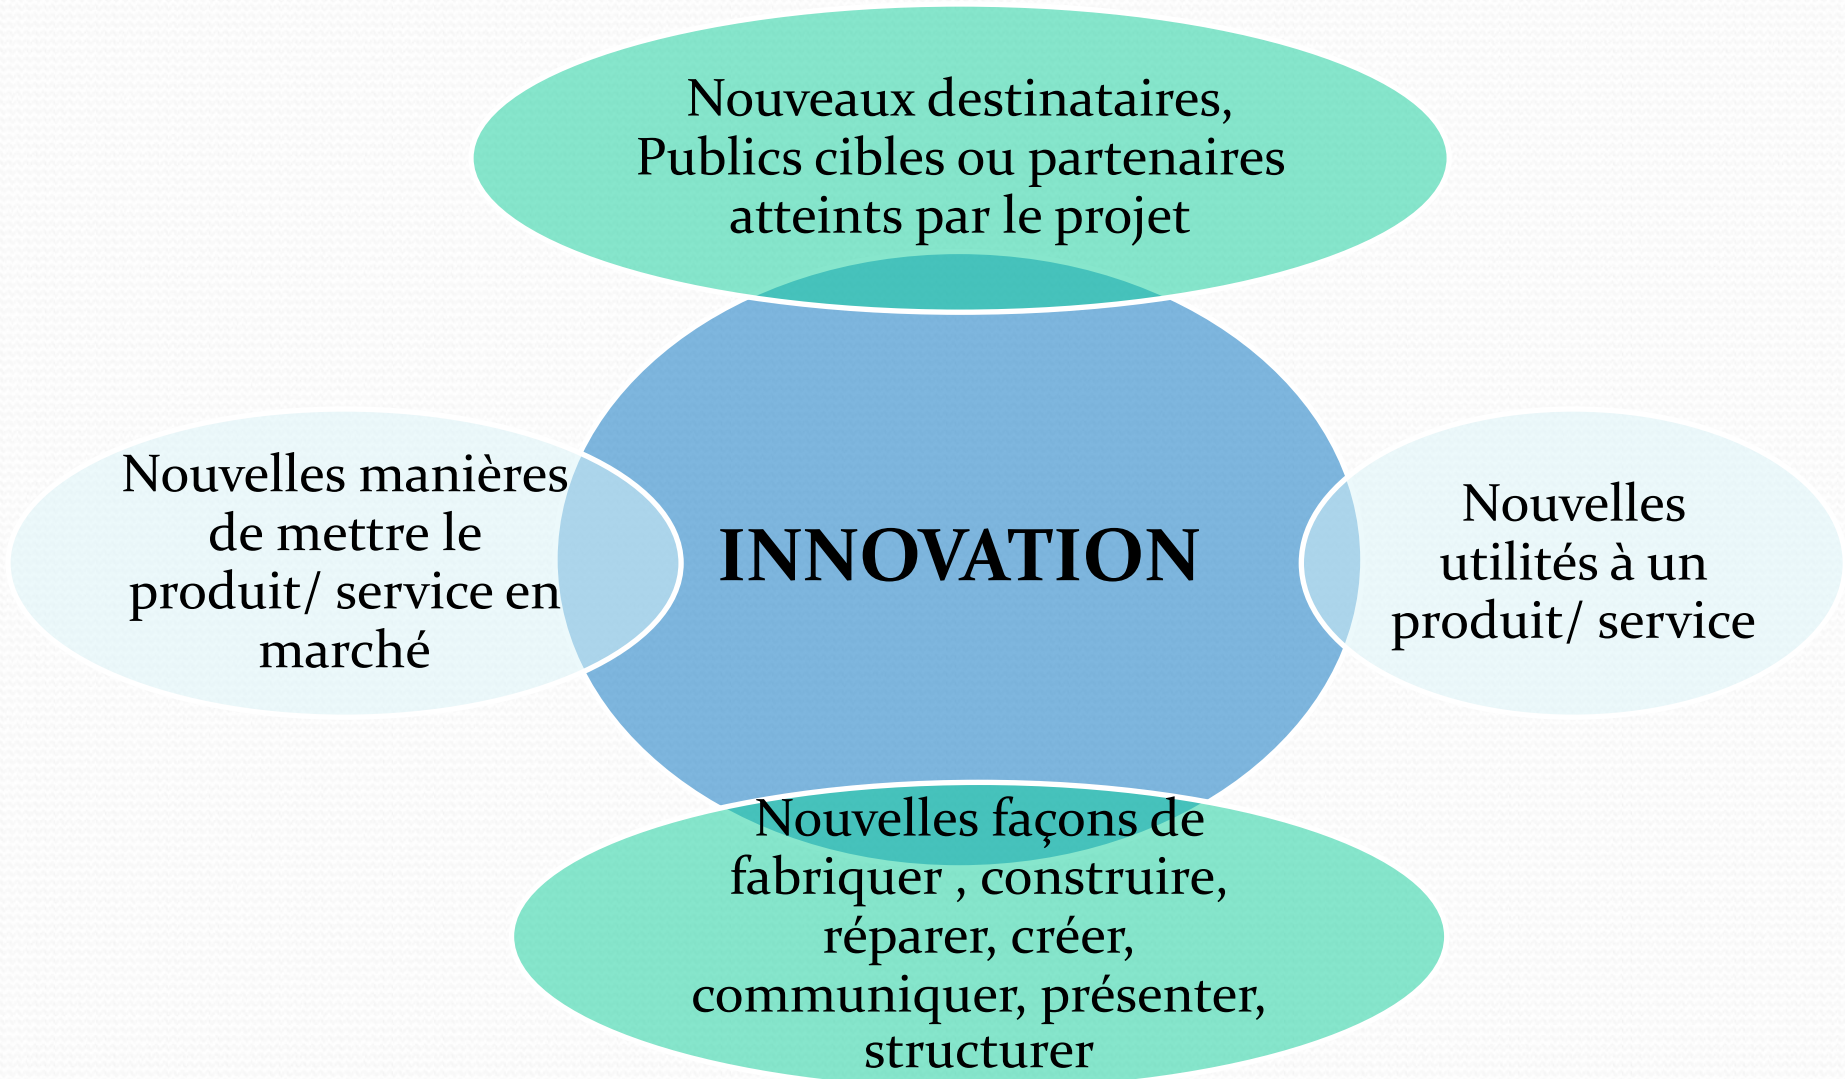 Nouveaux destinataires,
Publics cibles ou partenaires
atteints par le projet
Nouvelles manières
de mettre le
produit/ service en
marché
INNOVATION
Nouvelles
utilités à un
produit/ service
Nouvelles façons de
fabriquer , construire,
réparer, créer,
communiquer, présenter,
structurer